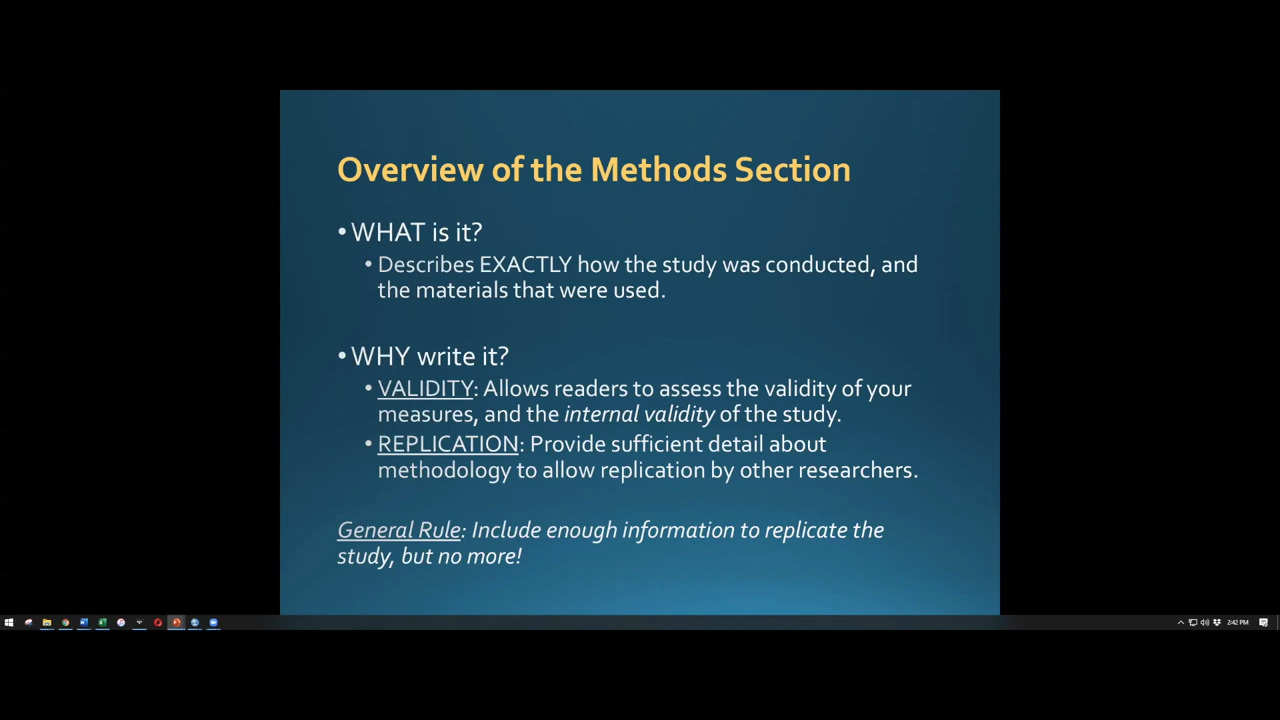 Overview of the Methods Section
• WHAT is it?
• Describes EXACTLY how the study was conducted, and
the materials that were used.
• WHY write it?
• VALIDITY: Allows readers to assess the validity of your
measures, and the internal validity of the study.
• REPLICATION: Provide sufficient detail about
methodology to allow replication by other researchers.
General Rule: Include enough information to replicate the
study, but no more!
2:42 PM